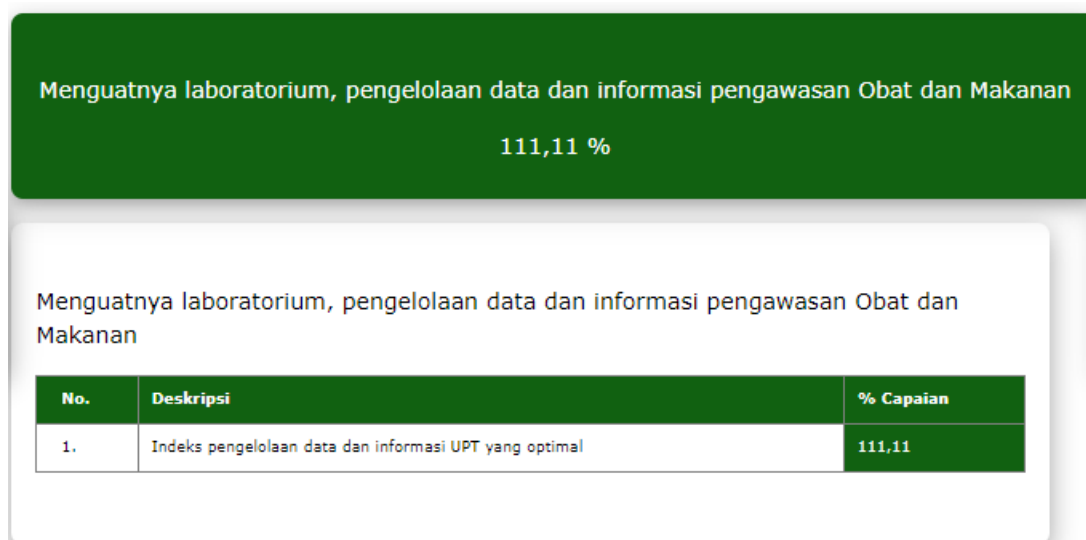 Menguatnya laboratorium, pengelolaan data dan informasi pengawasan Obat dan Makanan
111,11 %
Menguatnya laboratorium, pengelolaan data dan informasi pengawasan Obat dan
Makanan
No. Deskripsi % Capaian
1. Indeks pengelolaan data dan informasi UPT yang optimal 111,11